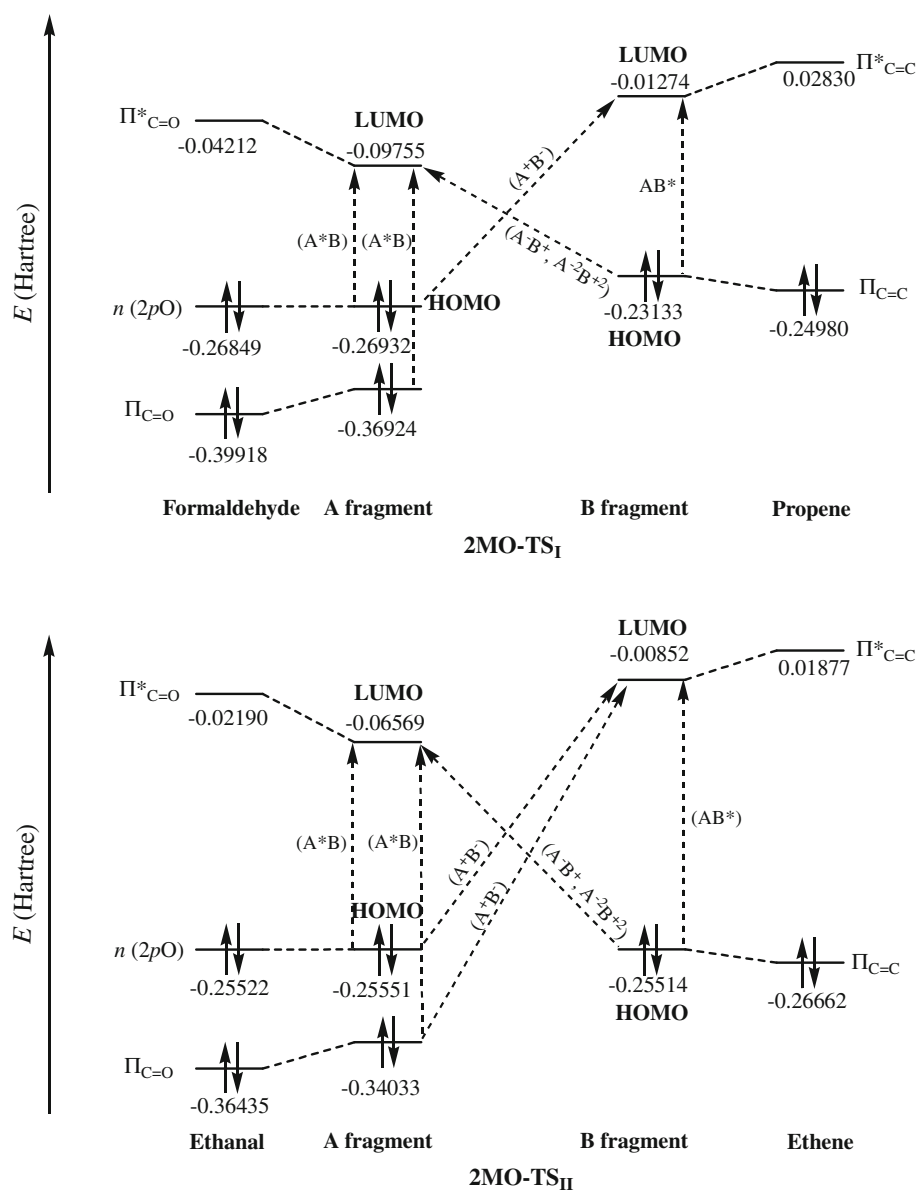 LUMO
-0.01274
Π*C=C
0.02830
Π*C=O
-0.04212
LUMO
-0.09755
(A+B-)
AB*
(A*B)
(A*B)
(A-B+, A-2B+2)
E (Hartree)
n (2pO)
-0.26849
-0.26932
HOMO
-0.23133
HOMO
ΠC=C
-0.24980
ΠC=O
-0.39918
-0.36924
Formaldehyde A fragment B fragment Propene
2MO-TSI
LUMO
-0.00852
Π*C=C
0.01877
Π*C=O
-0.02190
LUMO
-0.06569
(A*B)
(A*B)
(A+B-)
(A+B-)
(A-B+, A-2B+2)
(AB*)
E (Hartree)
HOMO
n (2pO)
-0.25522
-0.25551
-0.25514
HOMO
ΠC=C
-0.26662
ΠC=O
-0.36435
-0.34033
Ethanal A fragment B fragment Ethene
2MO-TSII